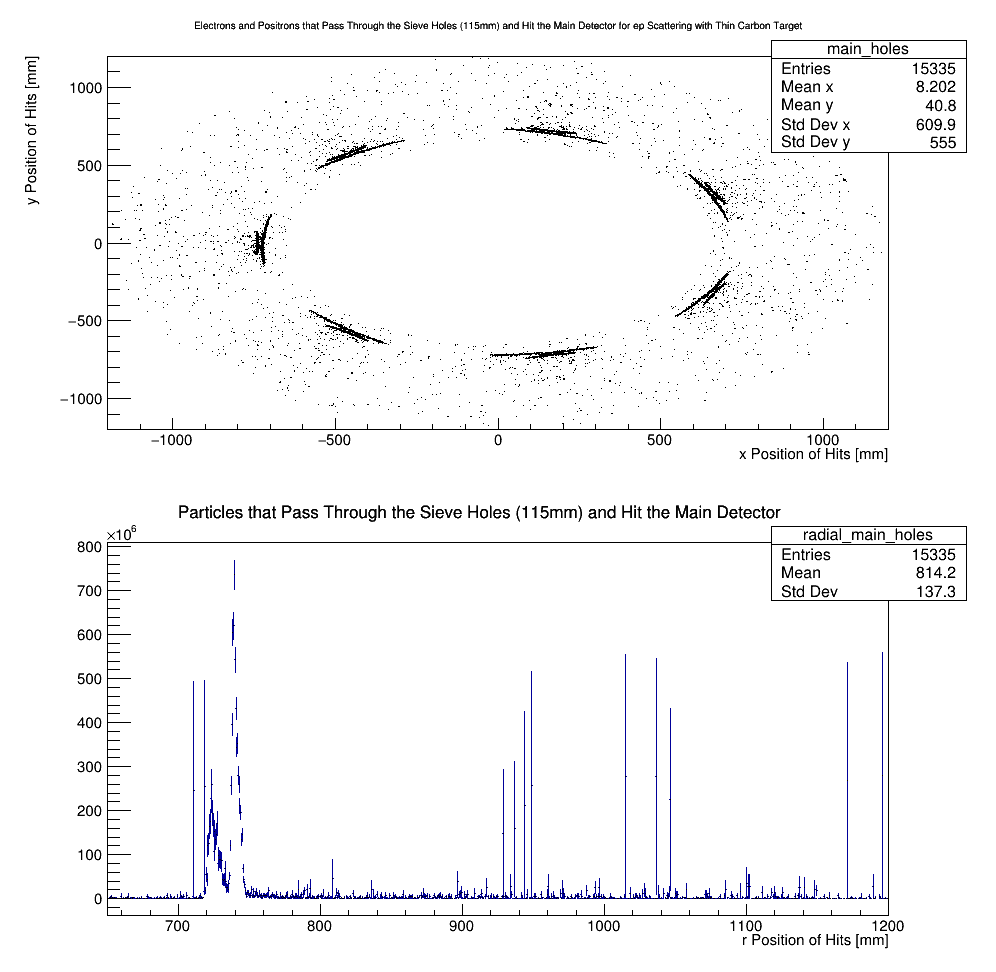 Electrons and Positrons that Pass Through the Sieve Holes (115mm) and Hit the Main Detector for ep Scattering with Thin Carbon Target
main_holes
Entries 15335
Mean x 8.202
Mean y 40.8
Std Dev x 609.9
Std Dev y 555
y Position of Hits [mm]
1000
500
0
−500
−1000
−1000 −500 0 500 1000
x Position of Hits [mm]
Particles that Pass Through the Sieve Holes (115mm) and Hit the Main Detector
×10^6
radial_main_holes
Entries 15335
Mean 814.2
Std Dev 137.3
800
700
600
500
400
300
200
100
0
700 800 900 1000 1100 1200
r Position of Hits [mm]